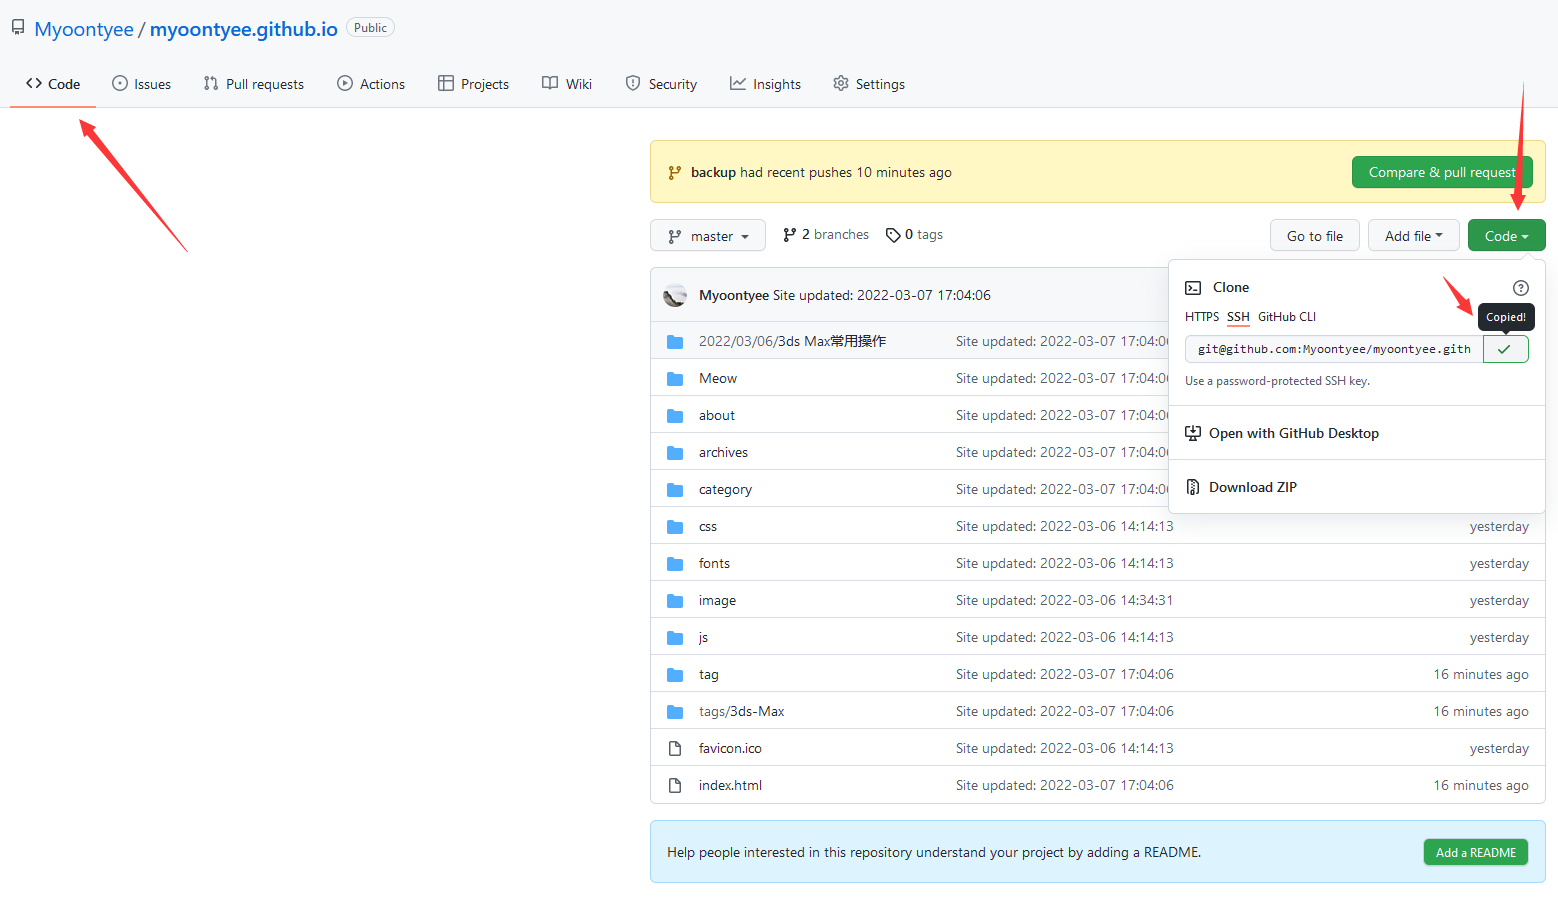 Myoontyee / myoontyee.github.io Public
Code Issues Pull requests Actions Projects Wiki Security Insights Settings
backup had recent pushes 10 minutes ago Compare & pull request
master 2 branches 0 tags Go to file Add file Code
Myoontyee Site updated: 2022-03-07 17:04:06
Clone
HTTPS SSH GitHub CLI
Copied!
git@github.com:Myoontyee/myoontyee.gith
Use a password-protected SSH key.
Open with GitHub Desktop
Download ZIP
2022/03/06/3ds Max常用操作 Site updated: 2022-03-07 17:04:06
Meow Site updated: 2022-03-07 17:04:06
about Site updated: 2022-03-07 17:04:06
archives Site updated: 2022-03-07 17:04:06
category Site updated: 2022-03-07 17:04:06
css Site updated: 2022-03-06 14:14:13 yesterday
fonts Site updated: 2022-03-06 14:14:13 yesterday
image Site updated: 2022-03-06 14:34:31 yesterday
js Site updated: 2022-03-06 14:14:13 yesterday
tag Site updated: 2022-03-07 17:04:06 16 minutes ago
tags/3ds-Max Site updated: 2022-03-07 17:04:06 16 minutes ago
favicon.ico Site updated: 2022-03-06 14:14:13 yesterday
index.html Site updated: 2022-03-07 17:04:06 16 minutes ago
Help people interested in this repository understand your project by adding a README. Add a README